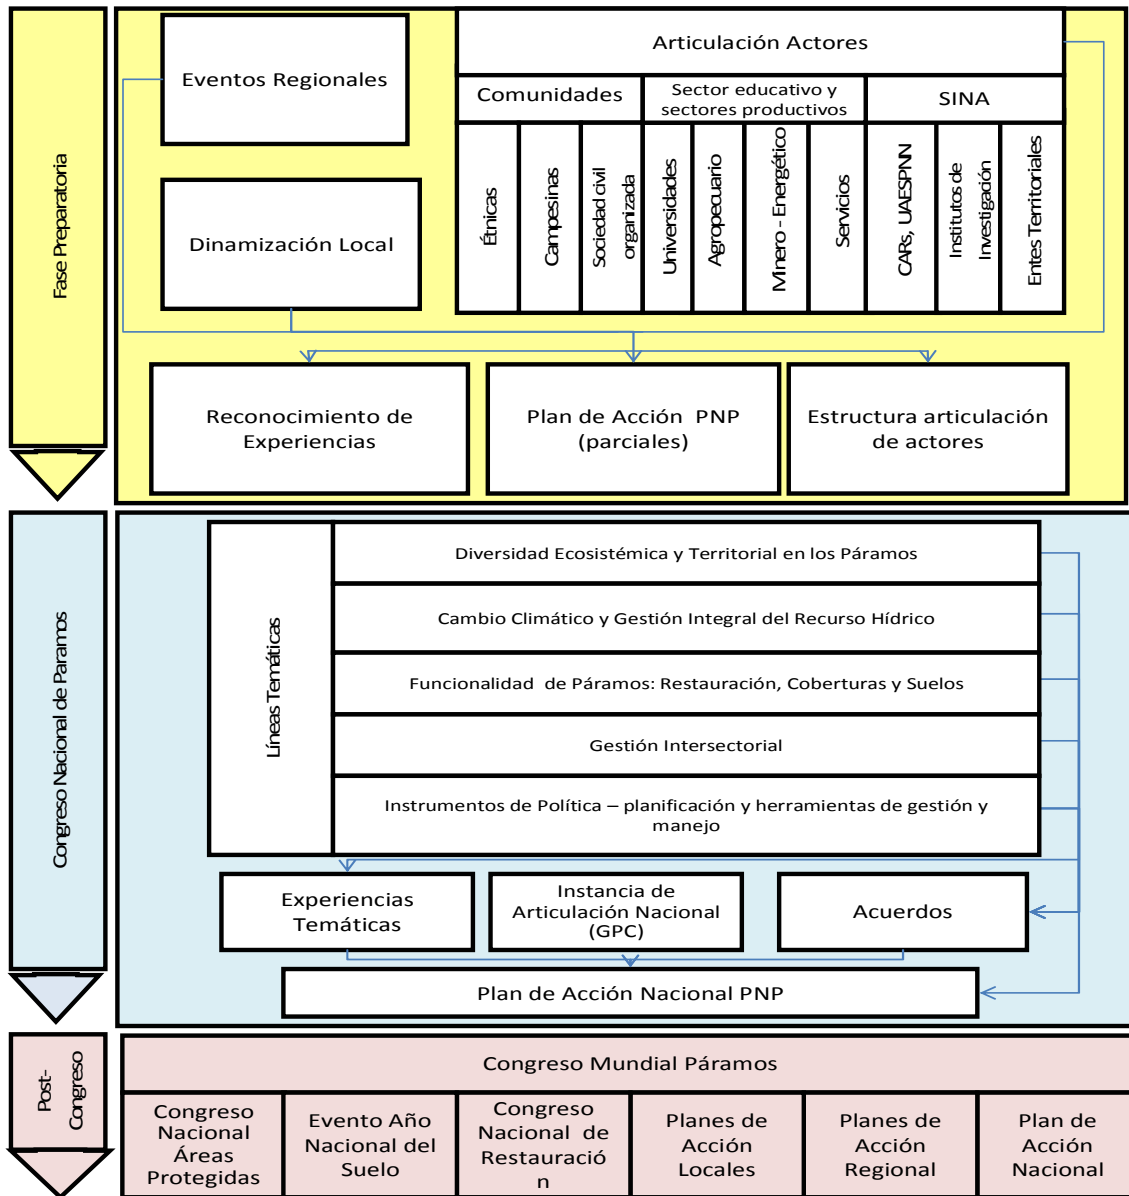 Fase Preparatoria
Eventos Regionales
Dinamización Local
Articulación Actores
Comunidades
Sector educativo y
sectores productivos
SINA
Étnicas
Campesinas
Sociedad civil
organizada
Universidades
Agropecuario
Minero - Energético
Servicios
CARs, UAESPNN
Institutos de
Investigación
Entes Territoriales
Reconocimiento de
Experiencias
Plan de Acción PNP
(parciales)
Estructura articulación
de actores
Congreso Nacional de Paramos
Líneas Temáticas
Diversidad Ecosistémica y Territorial en los Páramos
Cambio Climático y Gestión Integral del Recurso Hídrico
Funcionalidad de Páramos: Restauración, Coberturas y Suelos
Gestión Intersectorial
Instrumentos de Política – planificación y herramientas de gestión y
manejo
Experiencias
Temáticas
Instancia de
Articulación Nacional
(GPC)
Acuerdos
Plan de Acción Nacional PNP
Post-
Congreso
Congreso Mundial Páramos
Congreso
Nacional
Áreas
Protegidas
Evento Año
Nacional del
Suelo
Congreso
Nacional de
Restauració
n
Planes de
Acción
Locales
Planes de
Acción
Regional
Plan de
Acción
Nacional